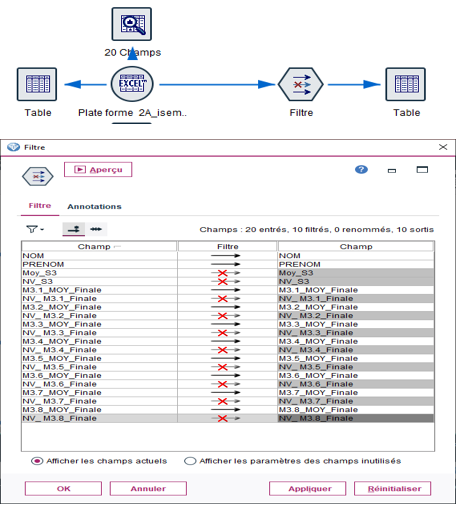 20 Champs
EXCEL
Table Plate forme 2A_isem.. Filtre Table
Filtre
Aperçu
?
Filtre Annotations
Champs : 20 entrés, 10 filtrés, 0 renommés, 10 sortis
Champ Filtre Champ
NOM NOM
PRENOM PRENOM
Moy_S3 Moy_S3
NV_S3 NV_S3
M3.1_MOY_Finale M3.1_MOY_Finale
NV_ M3.1_Finale NV_ M3.1_Finale
M3.2_MOY_Finale M3.2_MOY_Finale
NV_ M3.2_Finale NV_ M3.2_Finale
M3.3_MOY_Finale M3.3_MOY_Finale
NV_ M3.3_Finale NV_ M3.3_Finale
M3.4_MOY_Finale M3.4_MOY_Finale
NV_ M3.4_Finale NV_ M3.4_Finale
M3.5_MOY_Finale M3.5_MOY_Finale
NV_ M3.5_Finale NV_ M3.5_Finale
M3.6_MOY_Finale M3.6_MOY_Finale
NV_ M3.6_Finale NV_ M3.6_Finale
M3.7_MOY_Finale M3.7_MOY_Finale
NV_ M3.7_Finale NV_ M3.7_Finale
M3.8_MOY_Finale M3.8_MOY_Finale
NV_ M3.8_Finale NV_ M3.8_Finale
Afficher les champs actuels Afficher les paramètres des champs inutilisés
OK Annuler Appliquer Réinitialiser